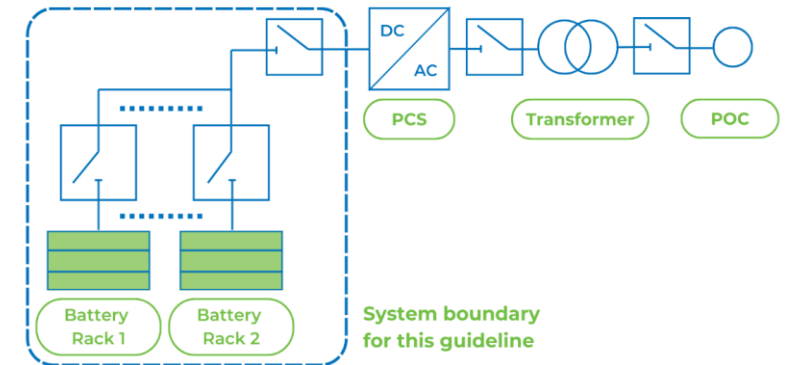 DC
AC
PCS
Transformer
POC
Battery
Rack 1
Battery
Rack 2
System boundary
for this guideline